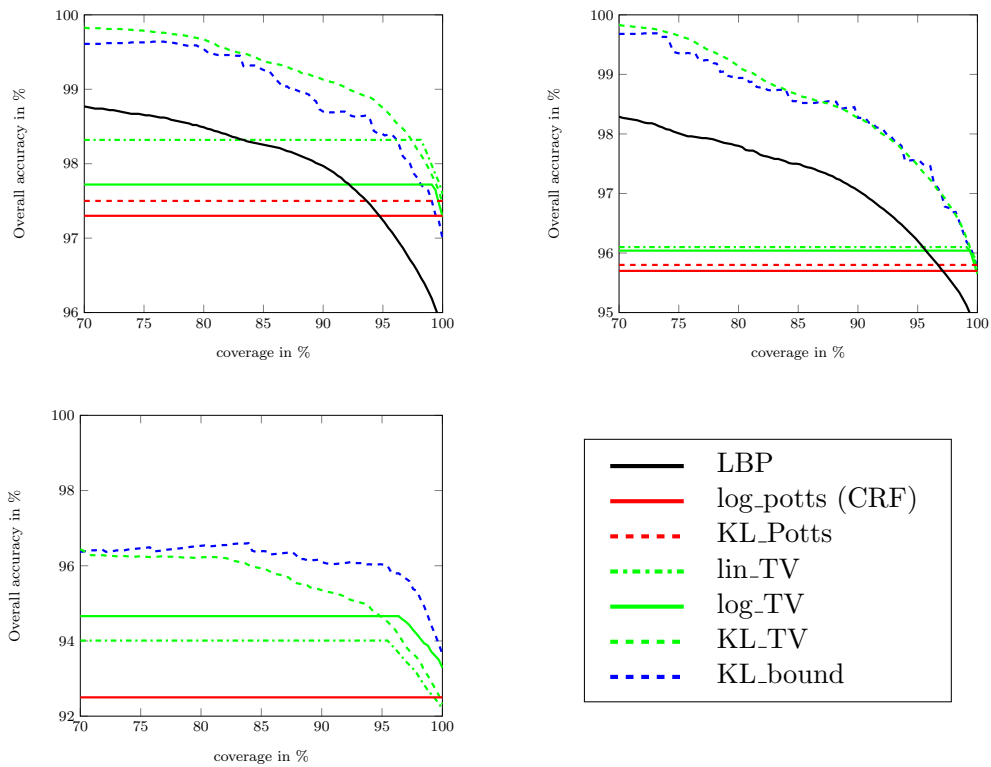 100
99
98
97
96
70 75 80 85 90 95 100
Overall accuracy in %
coverage in %
100
99
98
97
96
95
70 75 80 85 90 95 100
Overall accuracy in %
coverage in %
100
98
96
94
92
70 75 80 85 90 95 100
Overall accuracy in %
coverage in %
LBP
log_potts (CRF)
KL_Potts
lin_TV
log_TV
KL_TV
KL_bound